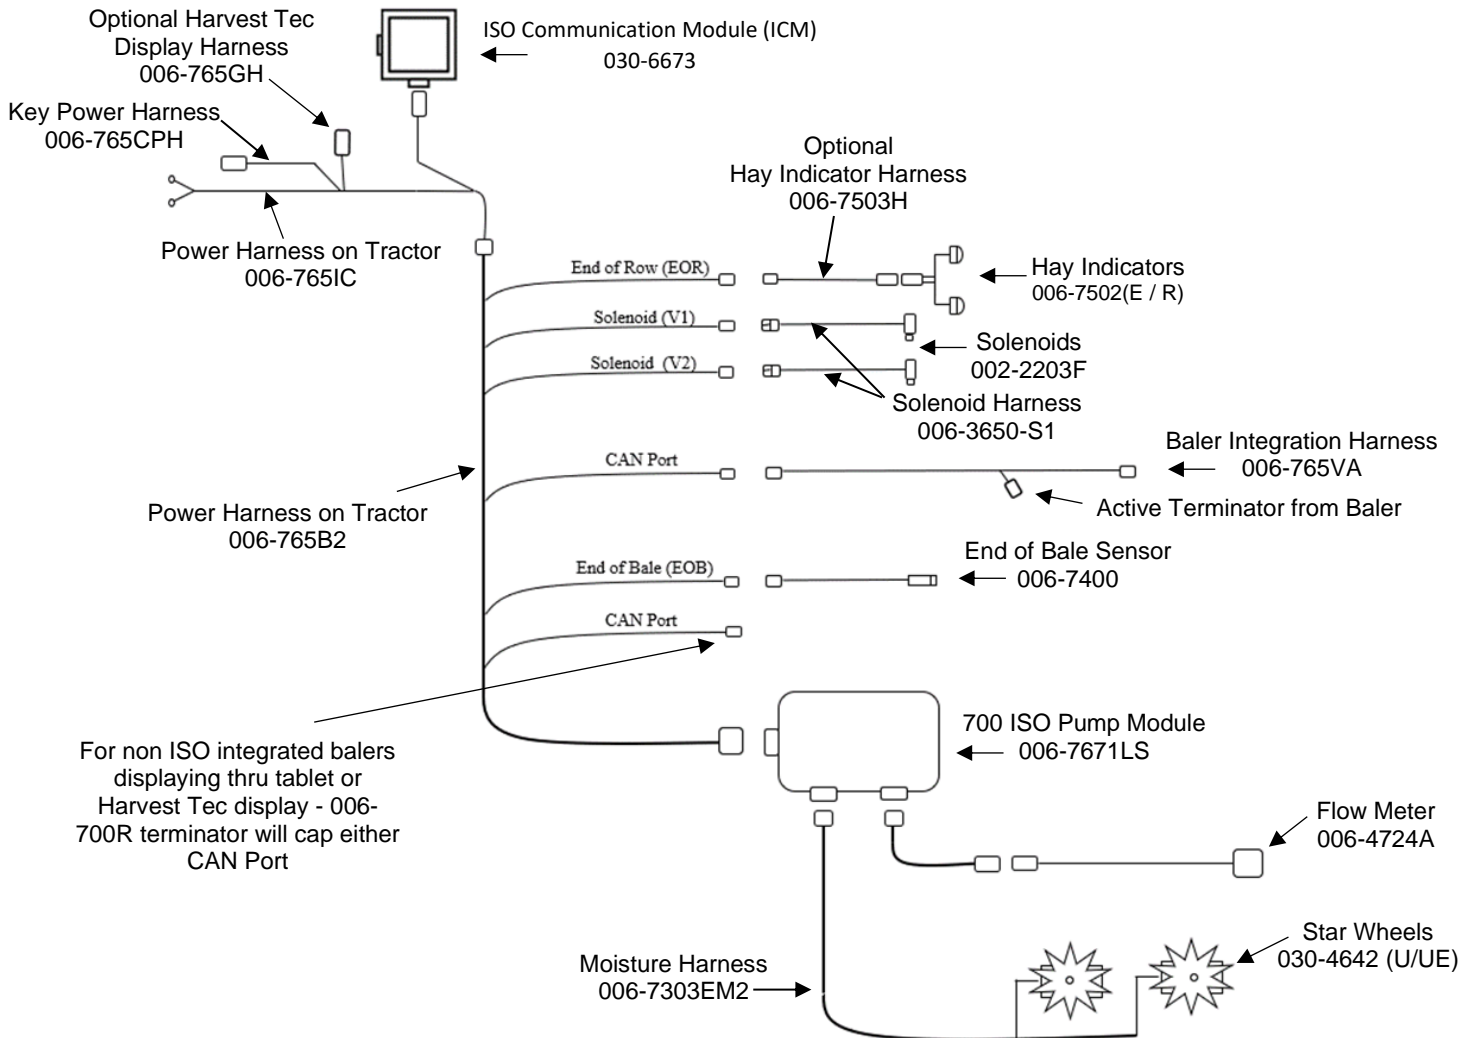 Optional Harvest Tec
Display Harness
006-765GH
ISO Communication Module (ICM)
030-6673
Key Power Harness
006-765CPH
Optional
Hay Indicator Harness
006-7503H
Power Harness on Tractor
006-765IC
End of Row (EOR)
Hay Indicators
006-7502(E / R)
Solenoid (V1)
Solenoids
002-2203F
Solenoid (V2)
Solenoid Harness
006-3650-S1
Baler Integration Harness
006-765VA
CAN Port
Active Terminator from Baler
Power Harness on Tractor
006-765B2
End of Bale Sensor
006-7400
End of Bale (EOB)
CAN Port
700 ISO Pump Module
006-7671LS
For non ISO integrated balers
displaying thru tablet or
Harvest Tec display - 006-
700R terminator will cap either
CAN Port
Flow Meter
006-4724A
Star Wheels
030-4642 (U/UE)
Moisture Harness
006-7303EM2